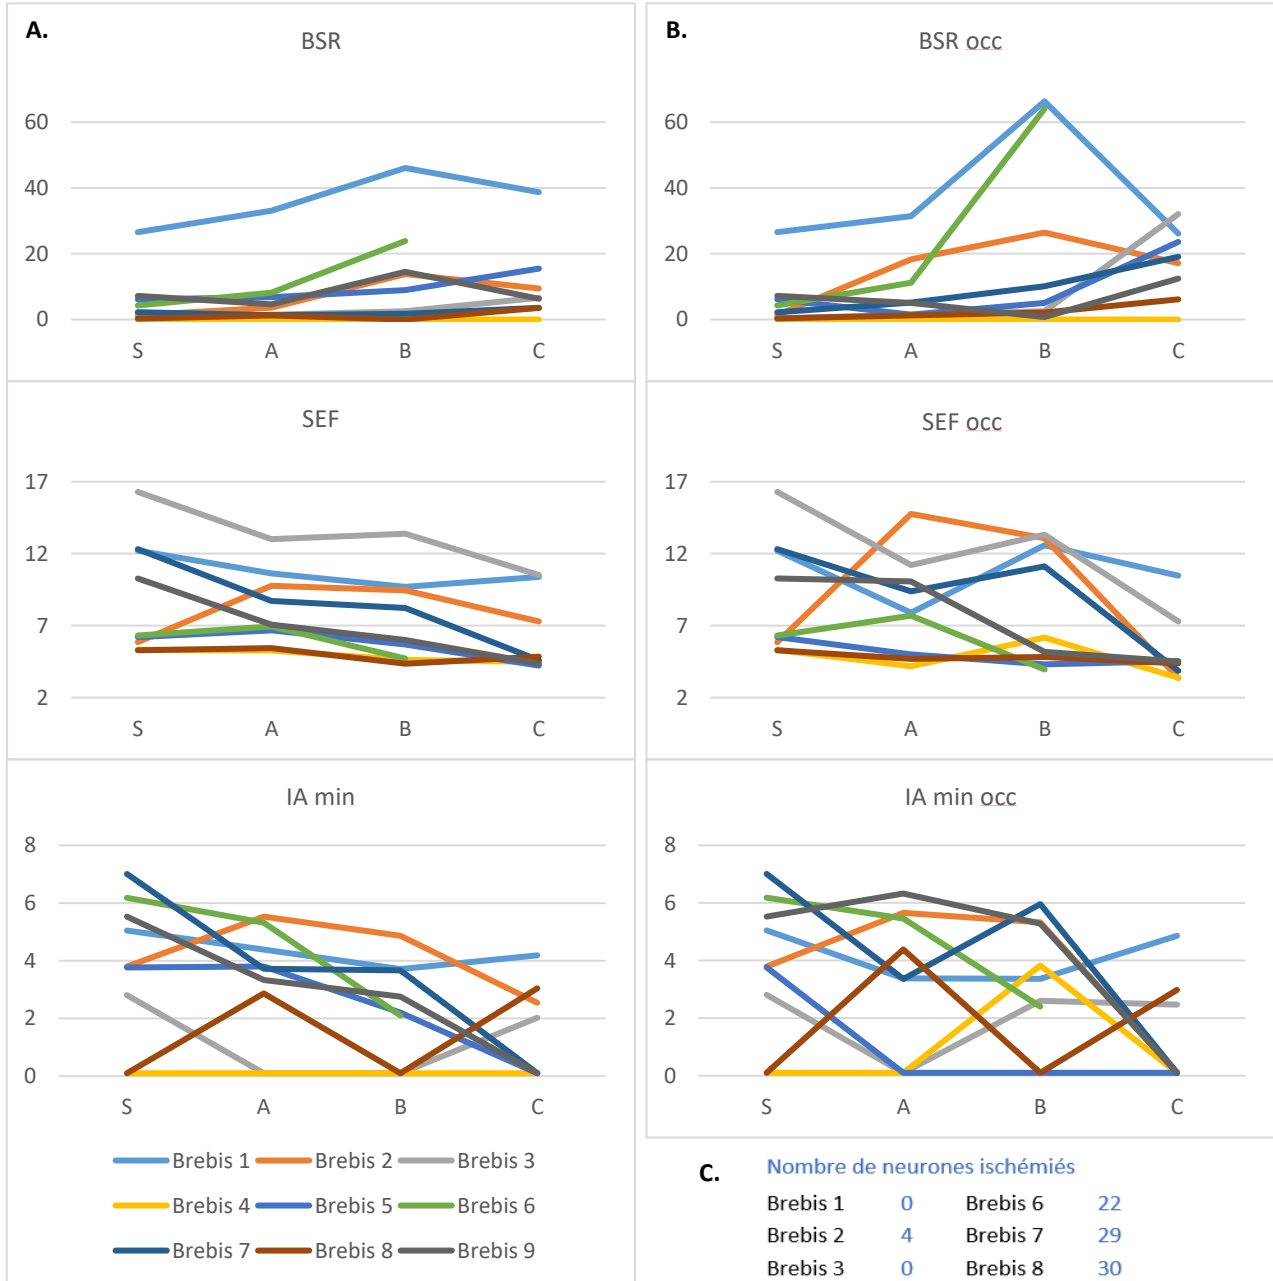 A.
BSR
60
40
20
0
S A B C
SEF
17
12
7
2
S A B C
IA min
8
6
4
2
0
S A B C
Brebis 1 Brebis 2 Brebis 3
Brebis 4 Brebis 5 Brebis 6
Brebis 7 Brebis 8 Brebis 9
B.
BSR occ
60
40
20
0
S A B C
SEF occ
17
12
7
2
S A B C
IA min occ
8
6
4
2
0
S A B C
C.
Nombre de neurones ischémiés
Brebis 1 0 Brebis 6 22
Brebis 2 4 Brebis 7 29
Brebis 3 0 Brebis 8 30